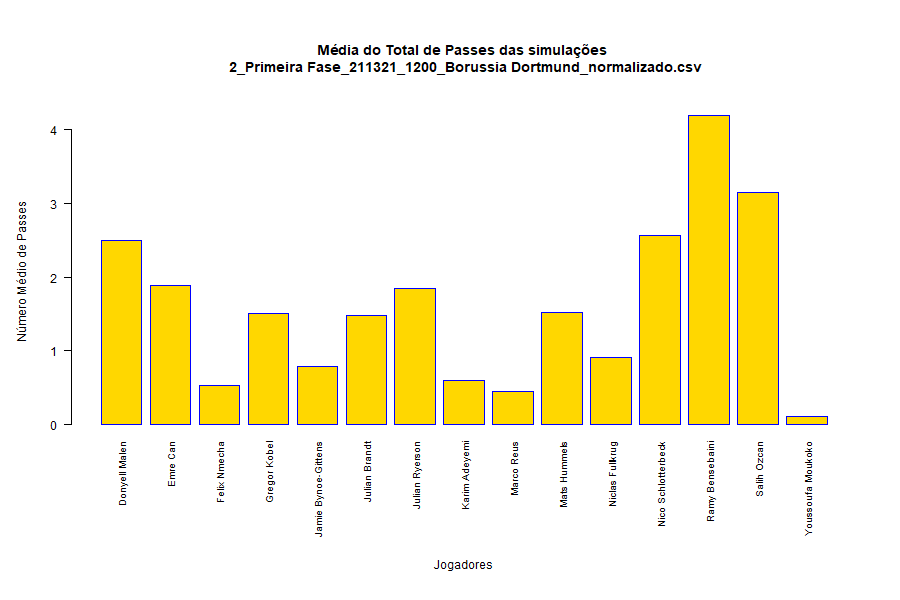 Média do Total de Passes das simulações
2_Primeira Fase_211321_1200_Borussia Dortmund_normalizado.csv
Número Médio de Passes
4
3
2
1
0
Donyell Malen
Emre Can
Felix Nmecha
Gregor Kobel
Jamie Bynoe-Gittens
Julian Brandt
Julian Ryerson
Karim Adeyemi
Marco Reus
Mats Hummels
Niclas Fulkrug
Nico Schlotterbeck
Ramy Bensebaini
Salih Ozcan
Youssoufa Moukoko
Jogadores